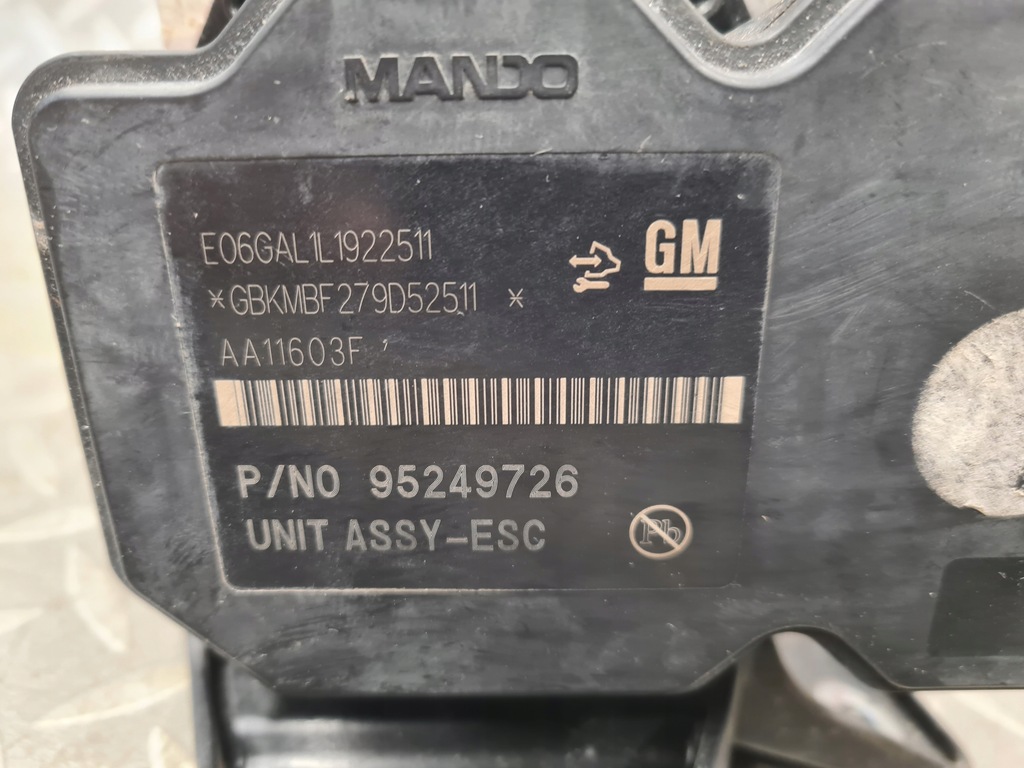 MANDO
E06GAL1L1922511
GM
*GBKMBF279D52511 *
AA11603F
P/NO 95249726
UNIT ASSY-ESC
Pb